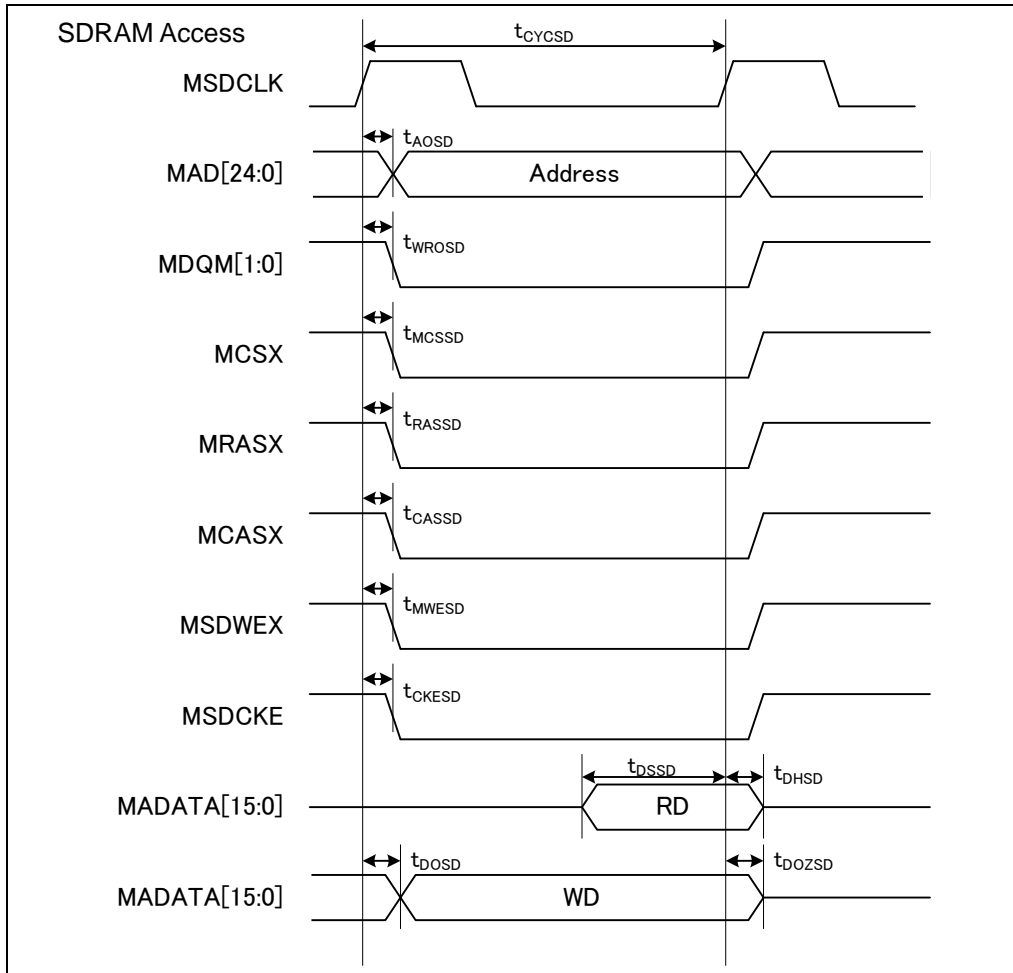 SDRAM Access
tCYCSD
MSDCLK
tAOSD
MAD[24:0]
Address
tWROSD
MDQM[1:0]
tMCSSD
MCSX
tRASSD
MRASX
tCASSD
MCASX
tMWESD
MSDWEX
tCKESD
MSDCKE
tDSSD
tDHSD
MADATA[15:0]
RD
tDOSD
tDOZSD
MADATA[15:0]
WD